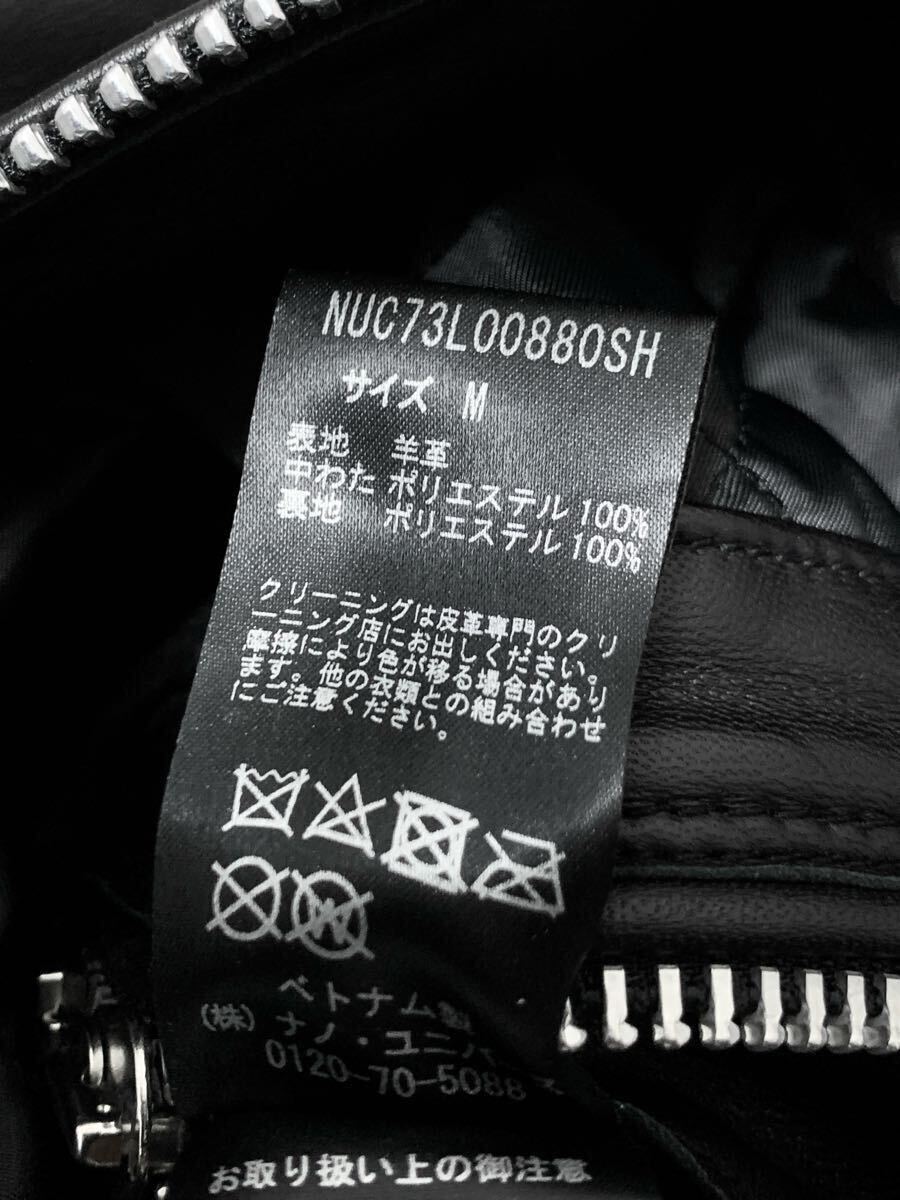 NUC73L00880SH
サイズ M
表地 羊革
中わた ポリエステル 100%
裏地 ポリエステル 100%
クリーニングは皮革専門のクリ
ーニング店にお出しください。
摩擦により色が移る場合があり
ます。他の衣類との組み合わせ
にご注意ください。
W
ベトナム製
(株) ナノ・ユニバ
0120-70-5088
お取り扱い上の御注意